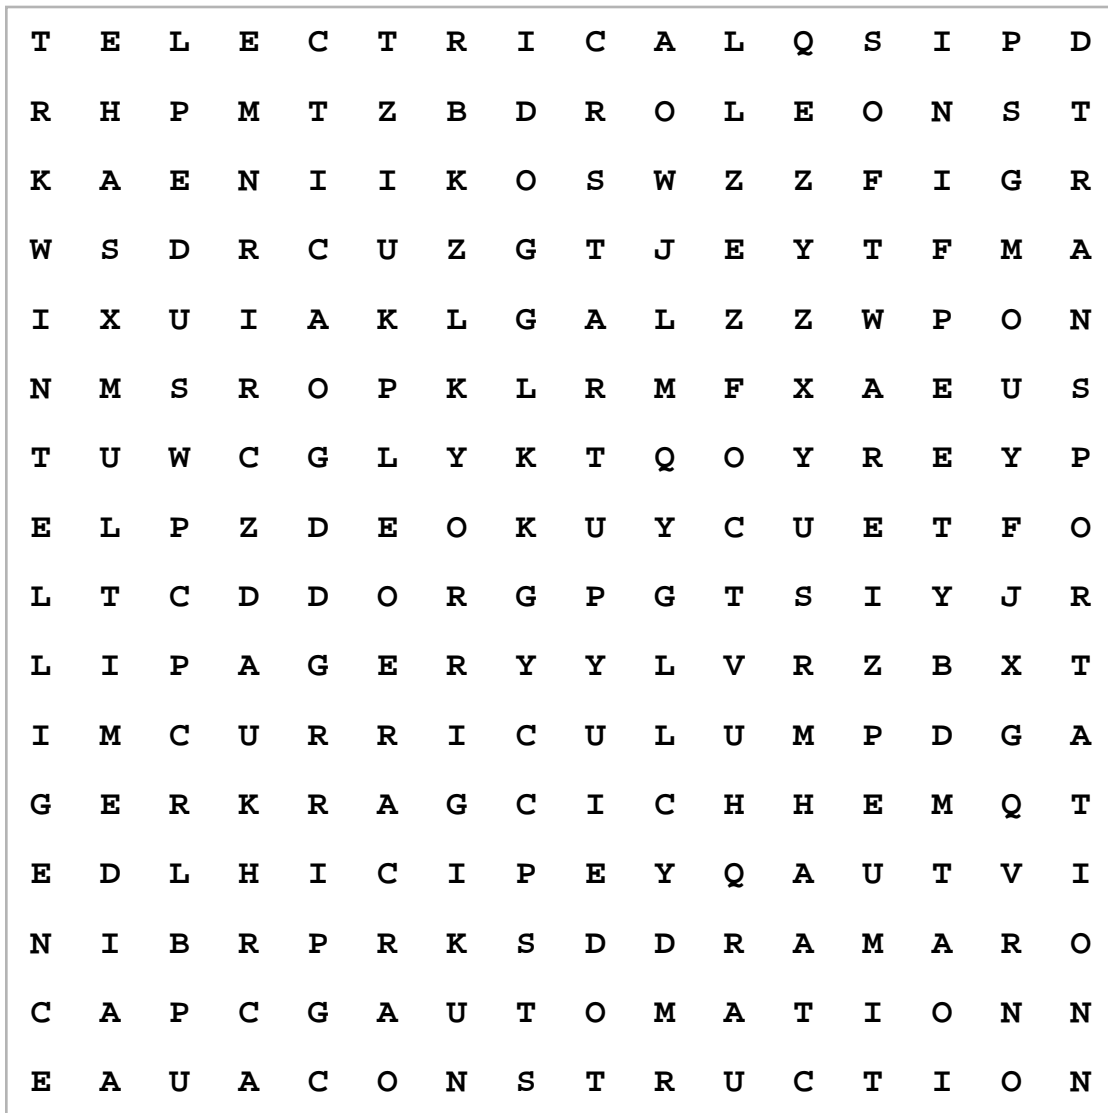 T E L E C T R I C A L Q S I P D
R H P M T Z B D R O L E O N S T
K A E N I I K O S W Z Z F I G R
W S D R C U Z G T J E Y T F M A
I X U I A K L G A L Z Z W P O N
N M S R O P K L R M F X A E U S
T U W C G L Y K T Q O Y R E Y P
E L P Z D E O K U Y C U E T F O
L T C D D O R G P G T S I Y J R
L I P A G E R Y Y L V R Z B X T
I M C U R R I C U L U M P D G A
G E R K R A G C I C H H E M Q T
E D L H I C I P E Y Q A U T V I
N I B R P R K S D D R A M A R O
C A P C G A U T O M A T I O N N
E A U A C O N S T R U C T I O N